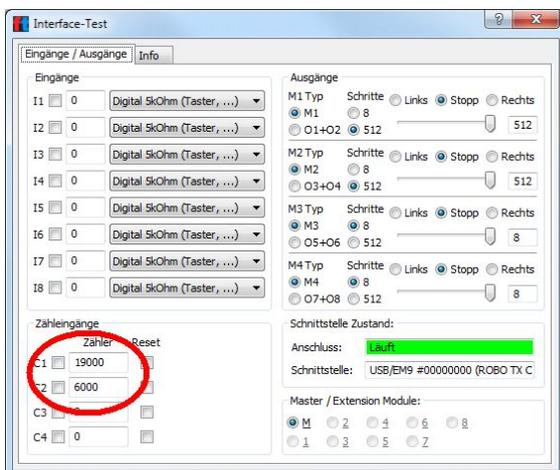 Interface-Test
Eingänge / Ausgänge Info
Eingänge
I1 0 Digital 5kOhm (Taster, ...)
I2 0 Digital 5kOhm (Taster, ...)
I3 0 Digital 5kOhm (Taster, ...)
I4 0 Digital 5kOhm (Taster, ...)
I5 0 Digital 5kOhm (Taster, ...)
I6 0 Digital 5kOhm (Taster, ...)
I7 0 Digital 5kOhm (Taster, ...)
I8 0 Digital 5kOhm (Taster, ...)
Zähleingänge
Zähler Reset
C1 19000
C2 6000
C3
C4 0
Ausgänge
M1 Typ Schritte Links Stopp Rechts
M1 8
O1+O2 512 512
M2 Typ Schritte Links Stopp Rechts
M2 8
O3+O4 512 512
M3 Typ Schritte Links Stopp Rechts
M3 8
O5+O6 512 8
M4 Typ Schritte Links Stopp Rechts
M4 8
O7+O8 512 8
Schnittstelle Zustand:
Anschluss: Läuft
Schnittstelle: USB/EM9 #00000000 (ROBO TX C
Master / Extension Module:
M 2 4 6 8
1 3 5 7